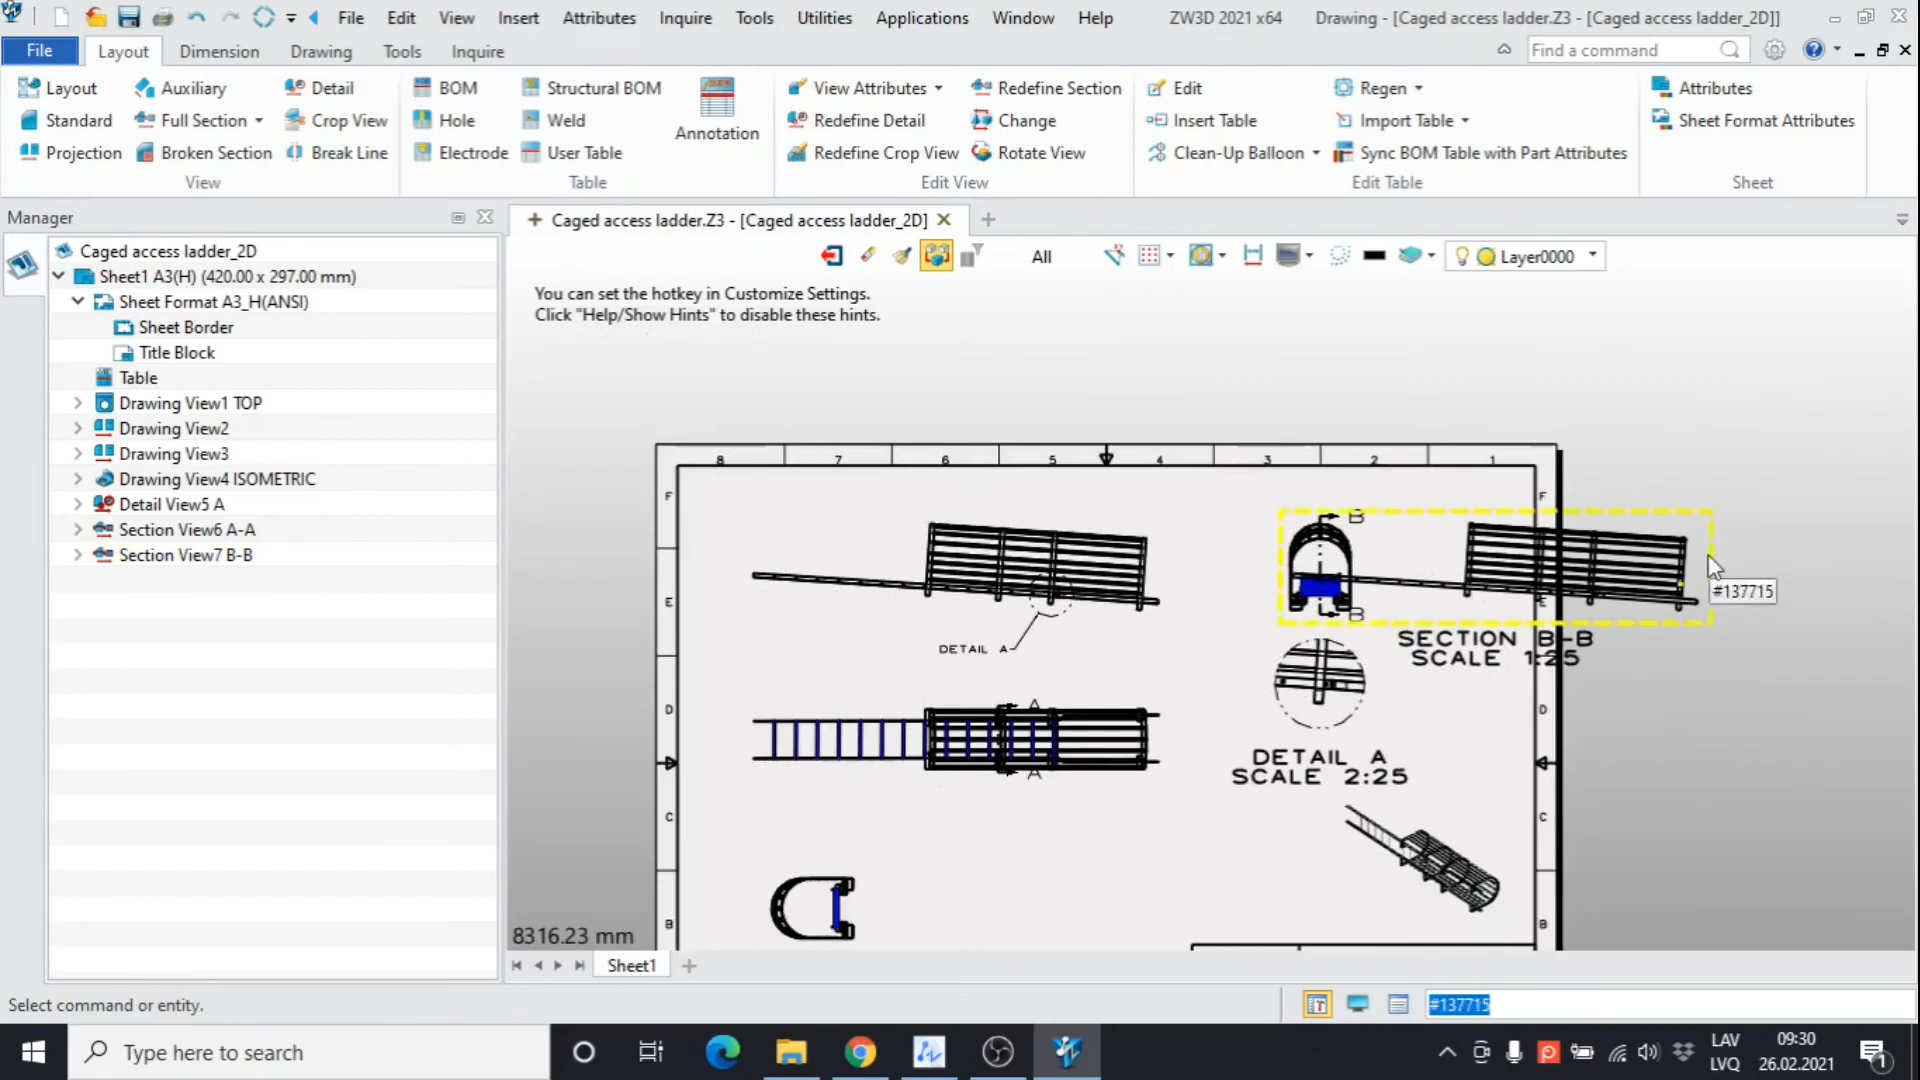 File Edit View Insert Attributes Inquire Tools Utilities Applications Window Help ZW3D 2021 x64 Drawing - [Caged access ladder.Z3 - [Caged access ladder_2D]]
File Layout Dimension Drawing Tools Inquire Find a command
Layout Auxiliary Detail BOM Structural BOM View Attributes Redefine Section Edit Regen Attributes
Standard Full Section Crop View Hole Weld Annotation Redefine Detail Change Insert Table Import Table Sheet Format Attributes
Projection Broken Section Break Line Electrode User Table Redefine Crop View Rotate View Clean-Up Balloon Sync BOM Table with Part Attributes
View Table Edit View Edit Table Sheet
Manager
Caged access ladder.Z3 - [Caged access ladder_2D]
Caged access ladder_2D
Sheet1 A3(H) (420.00 x 297.00 mm)
Sheet Format A3_H(ANSI)
Sheet Border
Title Block
Table
Drawing View1 TOP
Drawing View2
Drawing View3
Drawing View4 ISOMETRIC
Detail View5 A
Section View6 A-A
Section View7 B-B
All
Layer0000
You can set the hotkey in Customize Settings.
Click "Help/Show Hints" to disable these hints.
8 7 6 5 4 3 2 1
F F
B
#137715
E E
B
DETAIL A
SECTION B-B
SCALE 1:25
D A D
A
DETAIL A
SCALE 2:25
C C
B B
8316.23 mm
Sheet1
Select command or entity.
#137715
Type here to search
LAV
LVQ
09:30
26.02.2021
1